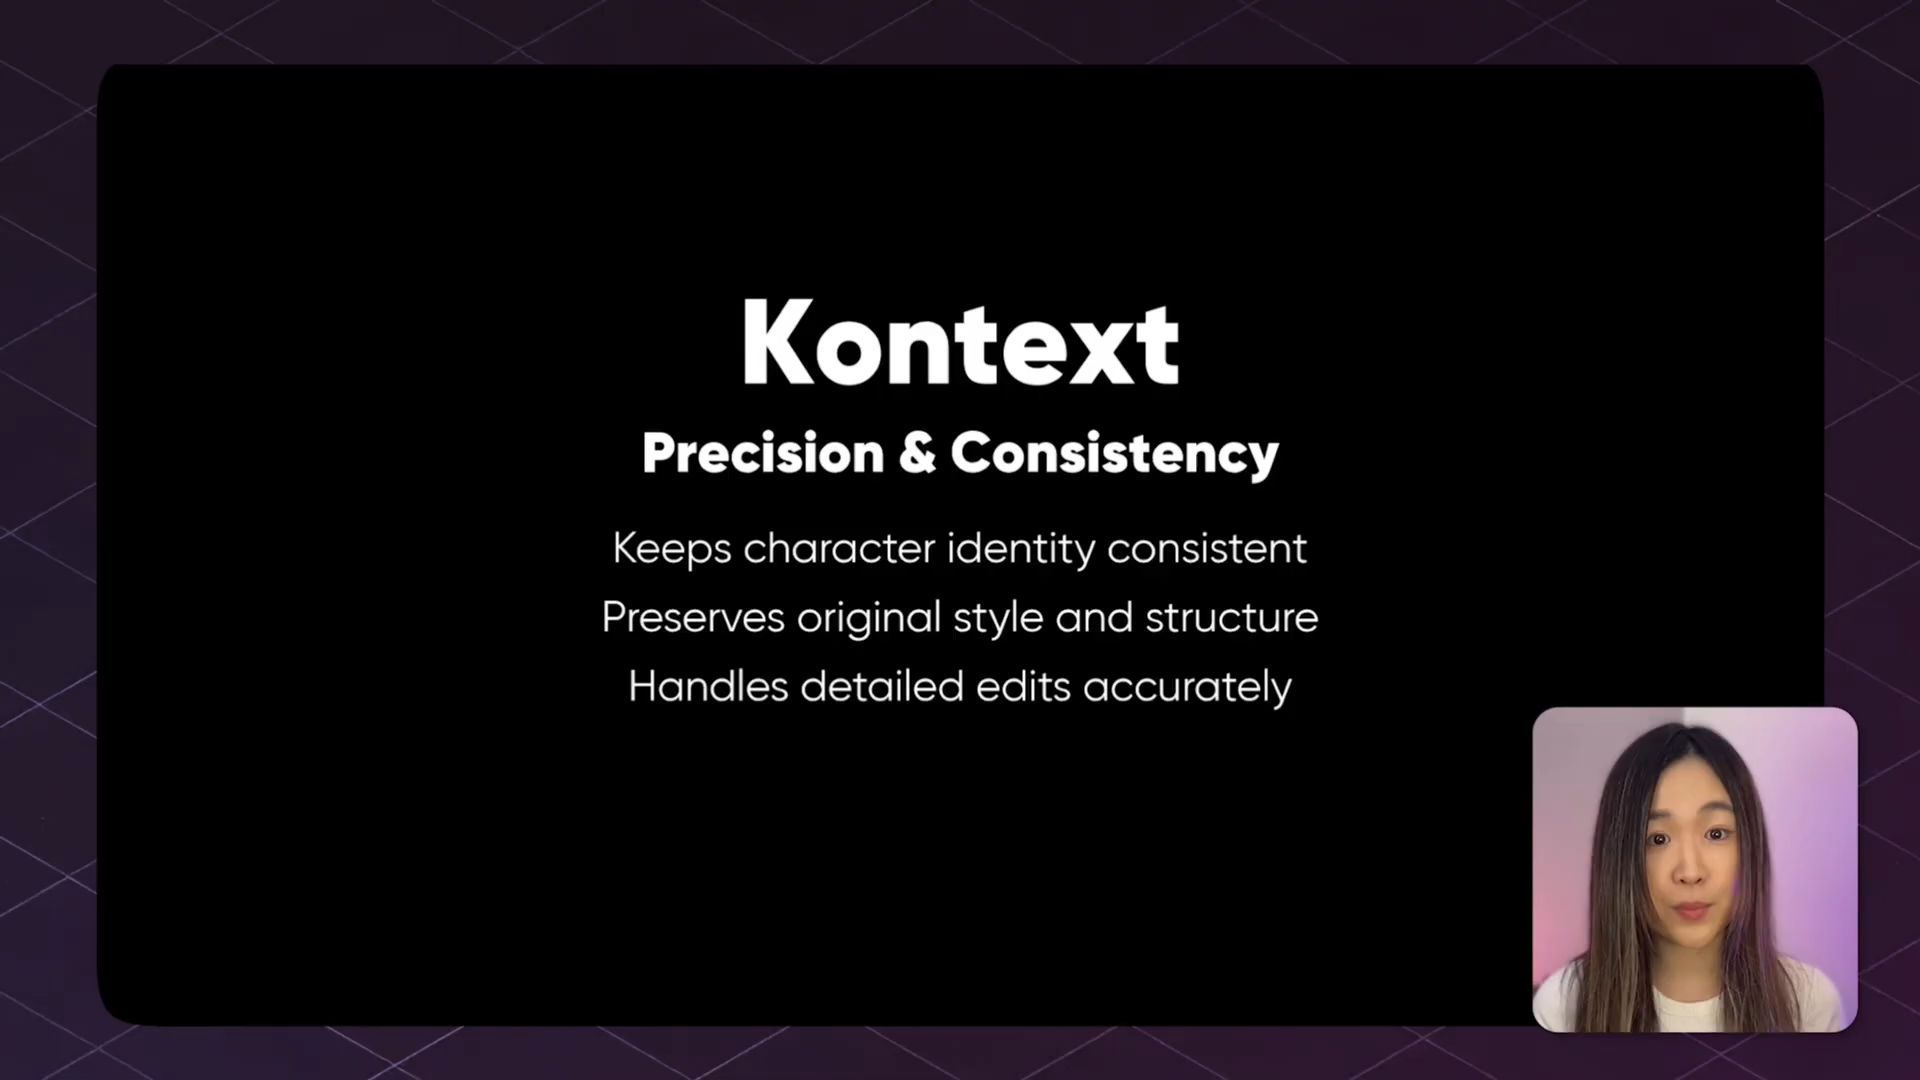 Kontext
Precision & Consistency
Keeps character identity consistent
Preserves original style and structure
Handles detailed edits accurately